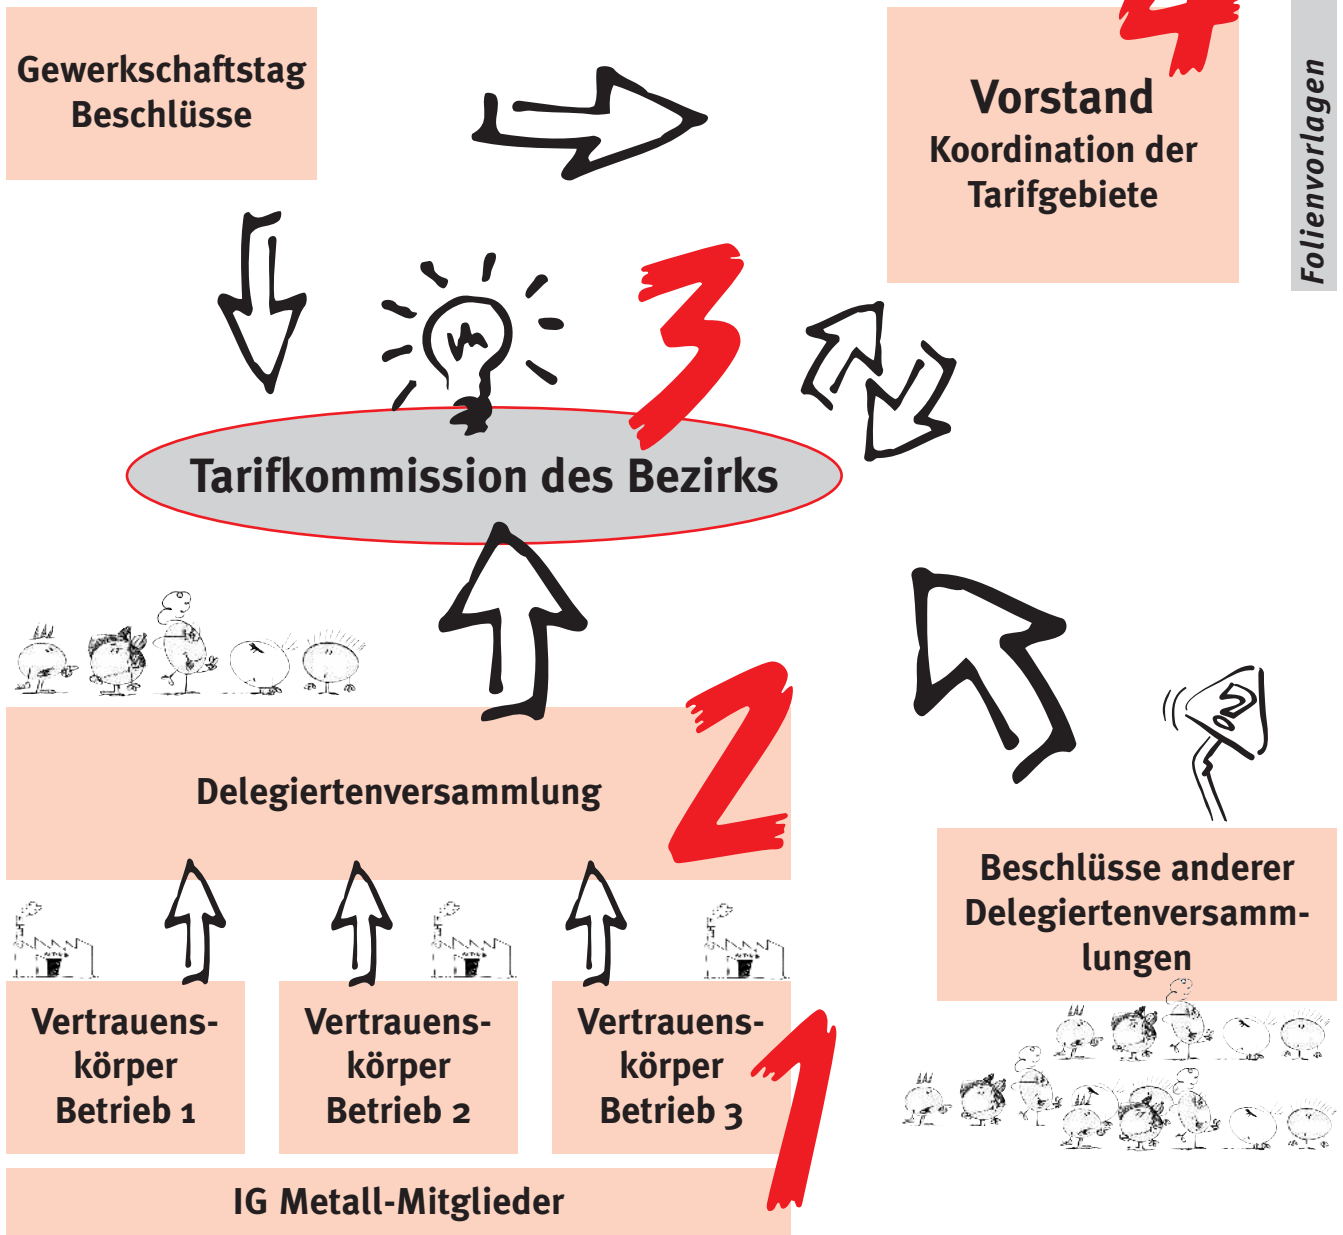 Gewerkschaftstag
Beschlüsse
4
Vorstand
Koordination der
Tarifgebiete
Folienvorlagen
3
Tarifkommission des Bezirks
2
Delegiertenversammlung
?
Beschlüsse anderer
Delegiertenversamm-
lungen
Vertrauens-
körper
Betrieb 1
Vertrauens-
körper
Betrieb 2
Vertrauens-
körper
Betrieb 3
1
IG Metall-Mitglieder